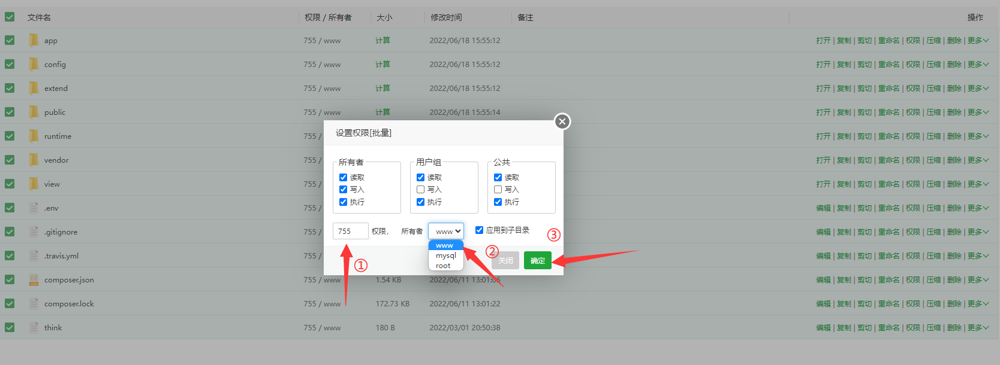 文件名 权限 / 所有者 大小 修改时间 备注 操作
app 755 / www 计算 2022/06/18 15:55:12 打开 | 复制 | 剪切 | 重命名 | 权限 | 压缩 | 删除 | 更多
config 755 / www 计算 2022/06/18 15:55:12 打开 | 复制 | 剪切 | 重命名 | 权限 | 压缩 | 删除 | 更多
extend 755 / www 计算 2022/06/18 15:55:12 打开 | 复制 | 剪切 | 重命名 | 权限 | 压缩 | 删除 | 更多
public 755 / www 计算 2022/06/18 15:55:14 打开 | 复制 | 剪切 | 重命名 | 权限 | 压缩 | 删除 | 更多
runtime 755 / 打开 | 复制 | 剪切 | 重命名 | 权限 | 压缩 | 删除 | 更多
vendor 755 / 打开 | 复制 | 剪切 | 重命名 | 权限 | 压缩 | 删除 | 更多
view 755 / 打开 | 复制 | 剪切 | 重命名 | 权限 | 压缩 | 删除 | 更多
.env 755 / 编辑 | 复制 | 剪切 | 重命名 | 权限 | 压缩 | 删除 | 更多
.gitignore 755 / 编辑 | 复制 | 剪切 | 重命名 | 权限 | 压缩 | 删除 | 更多
.travis.yml 755 / 编辑 | 复制 | 剪切 | 重命名 | 权限 | 压缩 | 删除 | 更多
composer.json 755 / www 1.54 KB 2022/06/11 13:01:06 编辑 | 复制 | 剪切 | 重命名 | 权限 | 压缩 | 删除 | 更多
composer.lock 755 / www 172.73 KB 2022/06/11 13:01:22 编辑 | 复制 | 剪切 | 重命名 | 权限 | 压缩 | 删除 | 更多
think 755 / www 180 B 2022/03/01 20:50:38 编辑 | 复制 | 剪切 | 重命名 | 权限 | 压缩 | 删除 | 更多
设置权限[批量]
所有者 用户组 公共
读取 读取 读取
写入 写入 写入
执行 执行 执行
755 权限， 所有者 www 应用到子目录 ③
www
mysql
root
① ② 关闭 确定